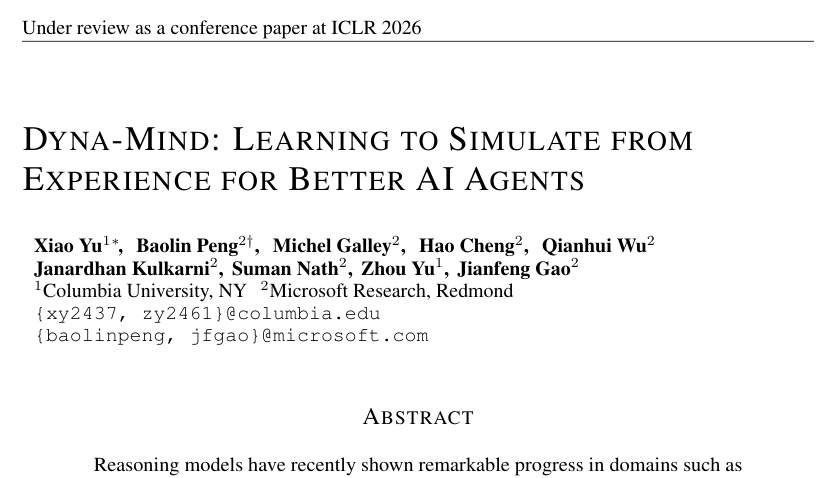 Under review as a conference paper at ICLR 2026
DYNA-MIND: LEARNING TO SIMULATE FROM
EXPERIENCE FOR BETTER AI AGENTS
Xiao Yu¹*, Baolin Peng²†, Michel Galley², Hao Cheng², Qianhui Wu²
Janardhan Kulkarni², Suman Nath², Zhou Yu¹, Jianfeng Gao²
¹Columbia University, NY ²Microsoft Research, Redmond
{xy2437, zy2461}@columbia.edu
{baolinpeng, jfgao}@microsoft.com
ABSTRACT
Reasoning models have recently shown remarkable progress in domains such as